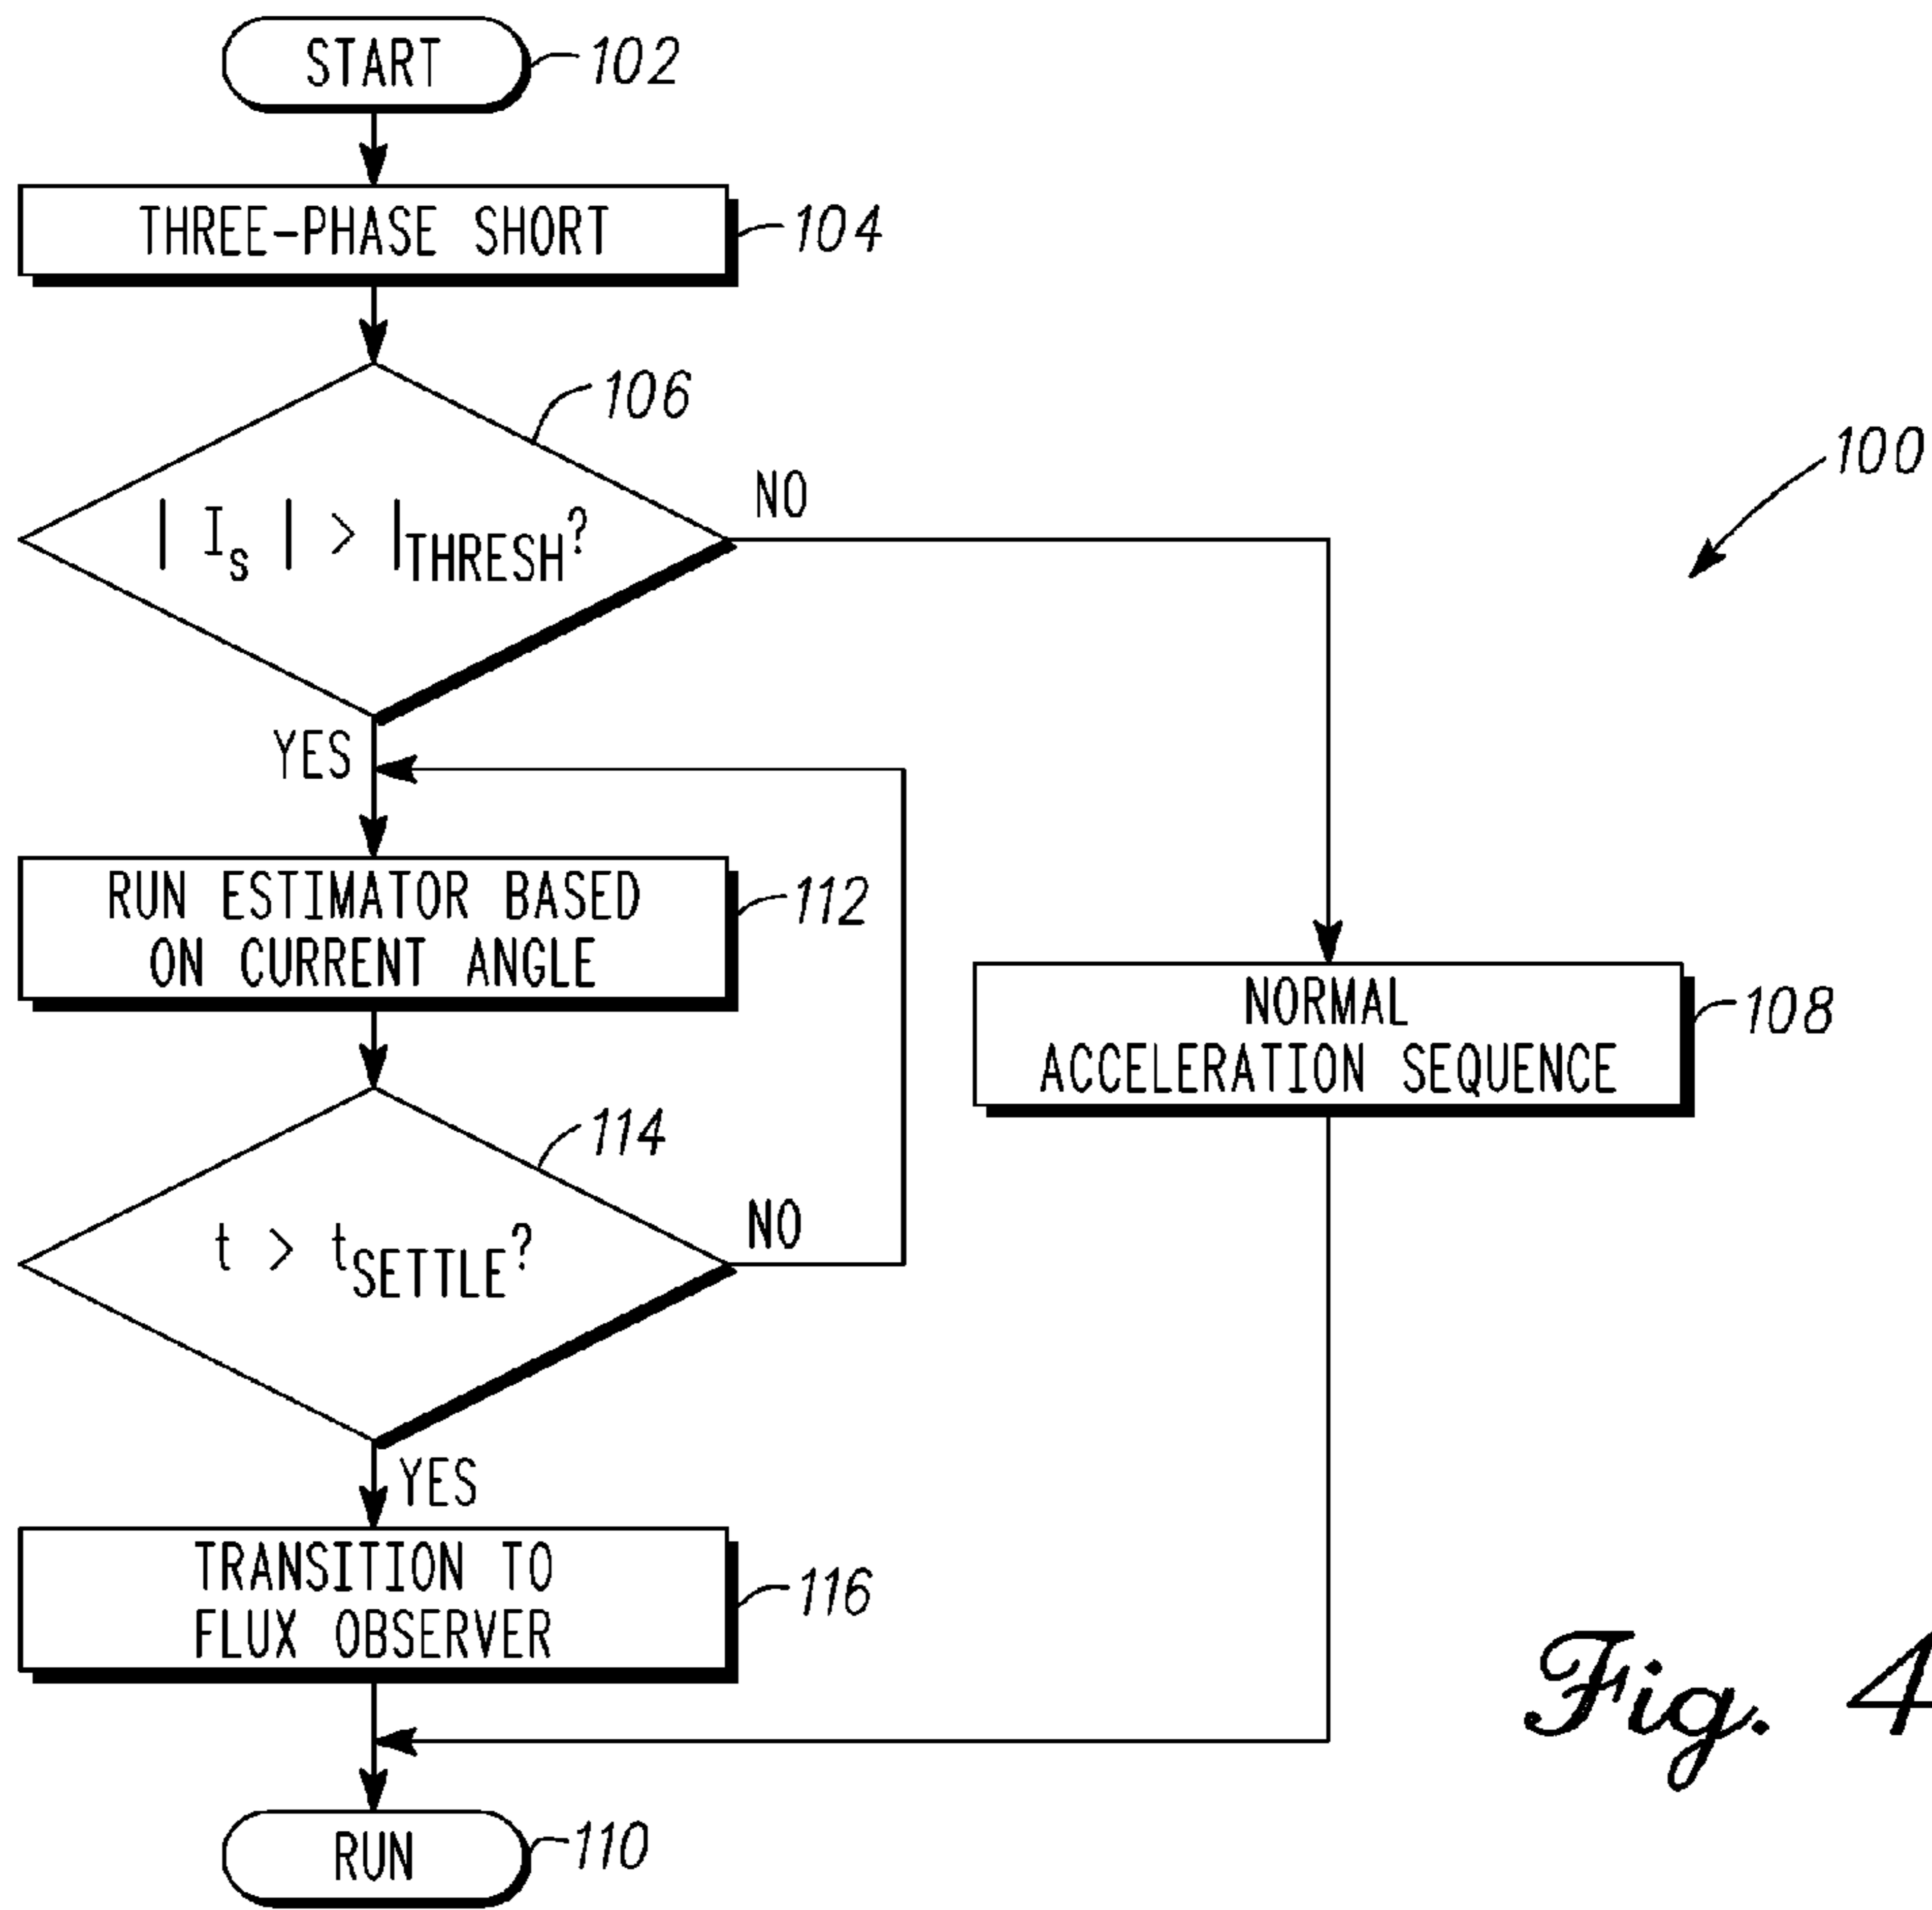 START 102
THREE-PHASE SHORT 104
106
| Is | > |THRESH?
NO
100
YES
RUN ESTIMATOR BASED
ON CURRENT ANGLE
112
NORMAL
ACCELERATION SEQUENCE
108
114
t > tSETTLE?
NO
YES
TRANSITION TO
FLUX OBSERVER
116
RUN 110
Fig. 4